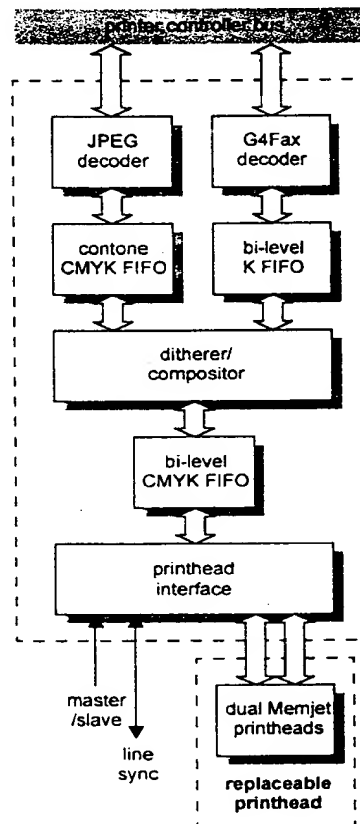 printer controller bus
JPEG
decoder
G4Fax
decoder
contone
CMYK FIFO
bi-level
K FIFO
ditherer/
compositor
bi-level
CMYK FIFO
printhead
interface
master
/slave
line
sync
dual Memjet
printheads
replaceable
printhead